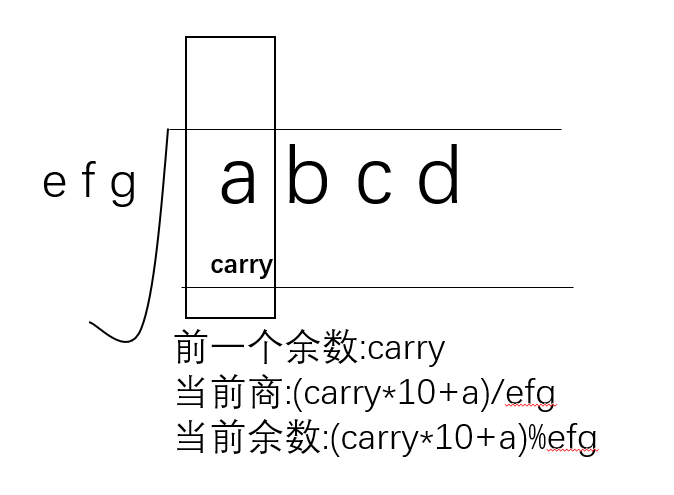 e f g
a b c d
carry
前一个余数:carry
当前商:(carry*10+a)/efg
当前余数:(carry*10+a)%efg